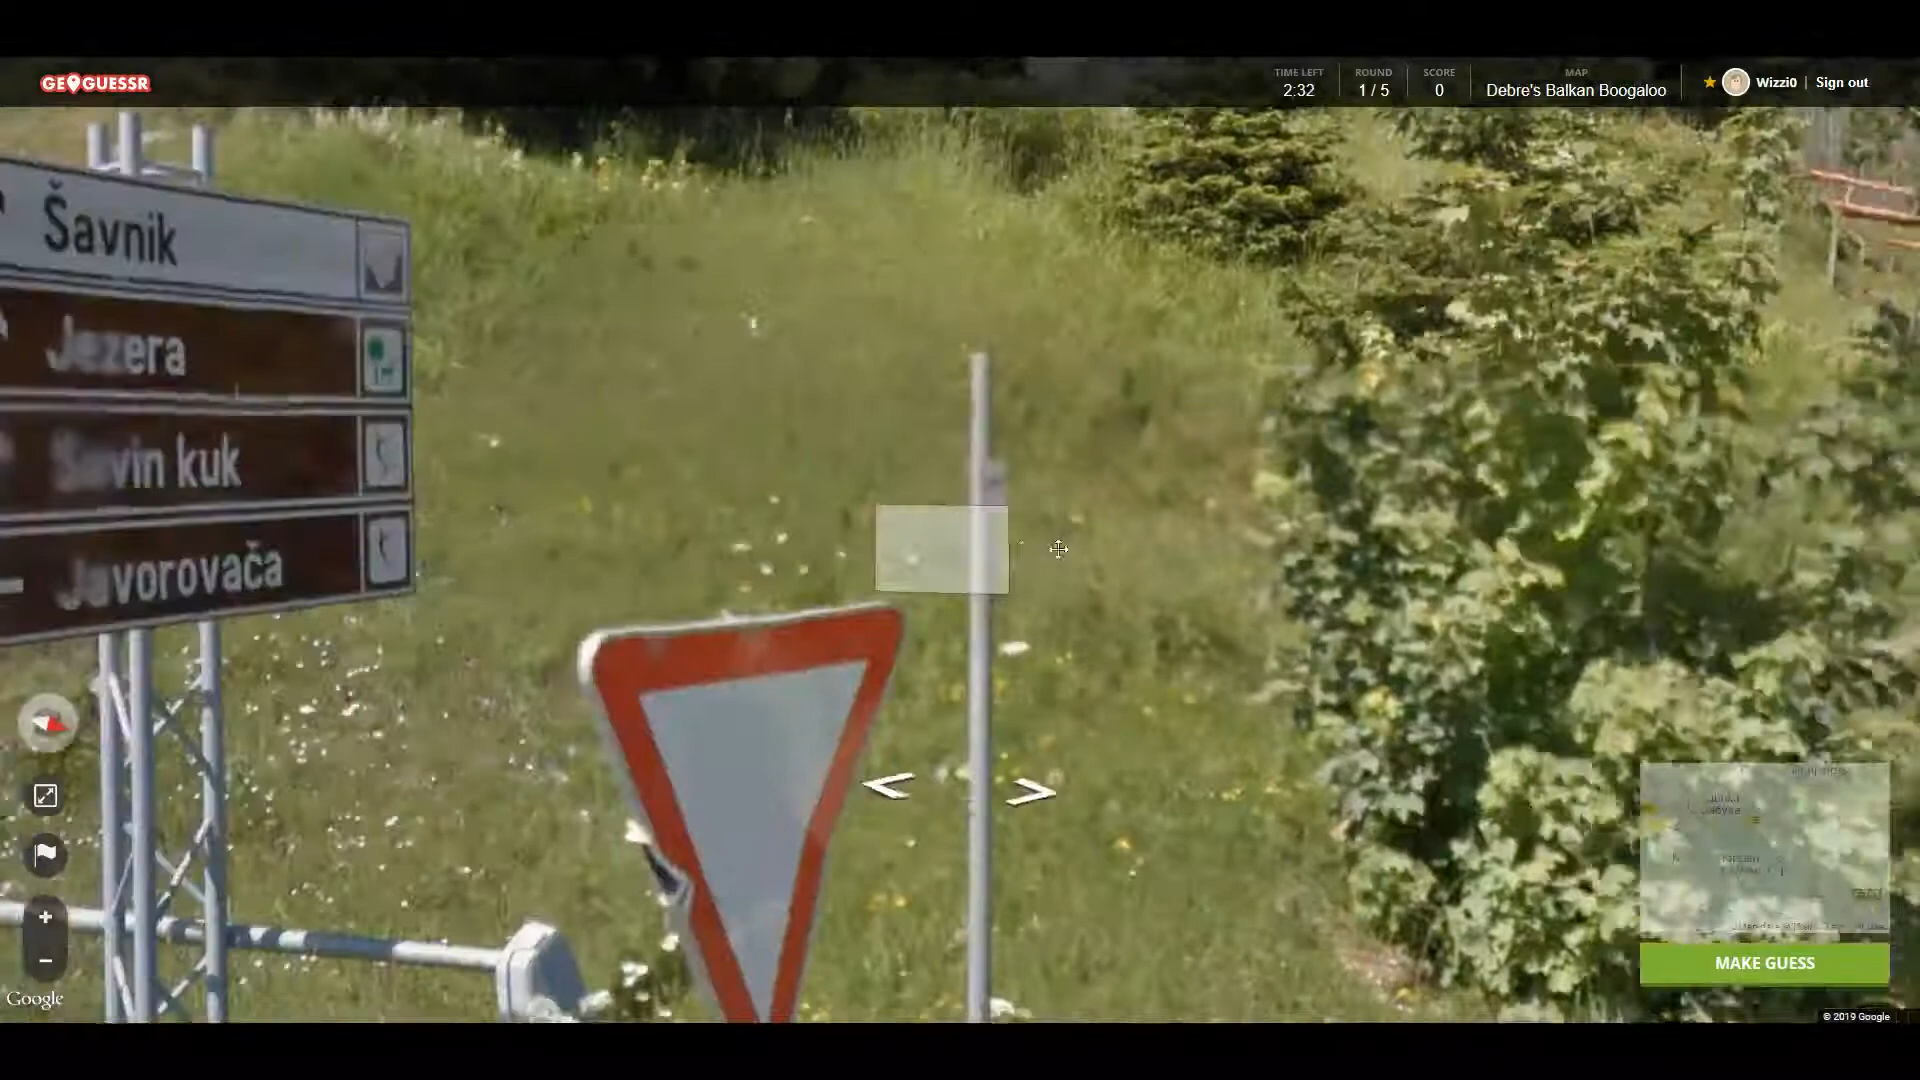 GEOGUESSR
TIME LEFT
2:32
ROUND
1 / 5
SCORE
0
MAP
Debre's Balkan Boogaloo
Wizzi0 | Sign out
Šavnik
Jezera
Savin kuk
Javorovača
+
−
Google
MAKE GUESS
© 2019 Google